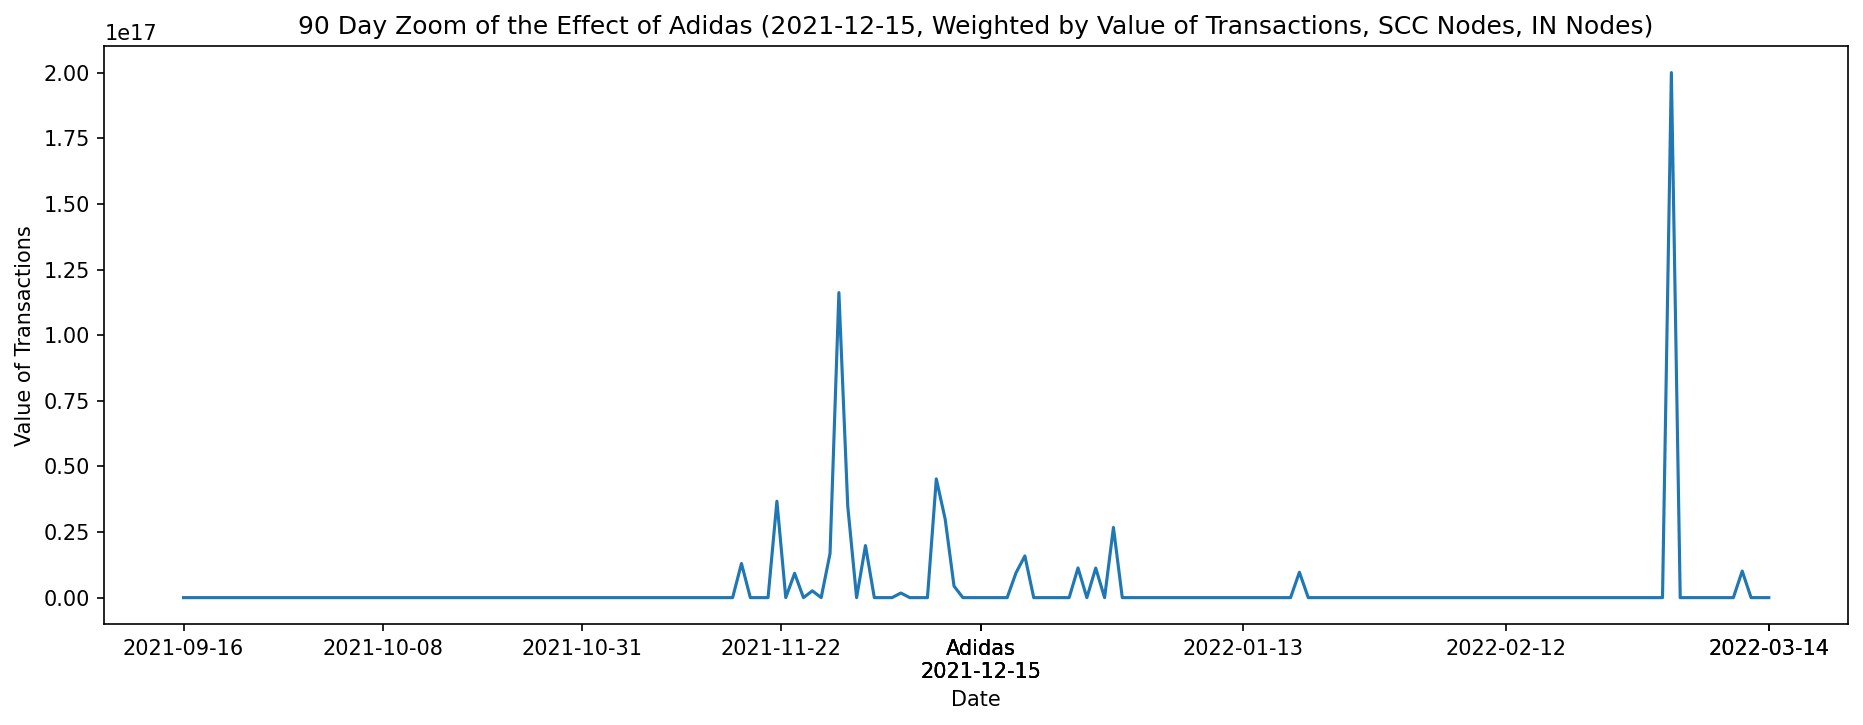 90 Day Zoom of the Effect of Adidas (2021-12-15, Weighted by Value of Transactions, SCC Nodes, IN Nodes)
1e17
2.00
1.75
1.50
1.25
1.00
0.75
0.50
0.25
0.00
Value of Transactions
2021-09-16 2021-10-08 2021-10-31 2021-11-22 Adidas 2022-01-13 2022-02-12 2022-03-14
2021-12-15
Date